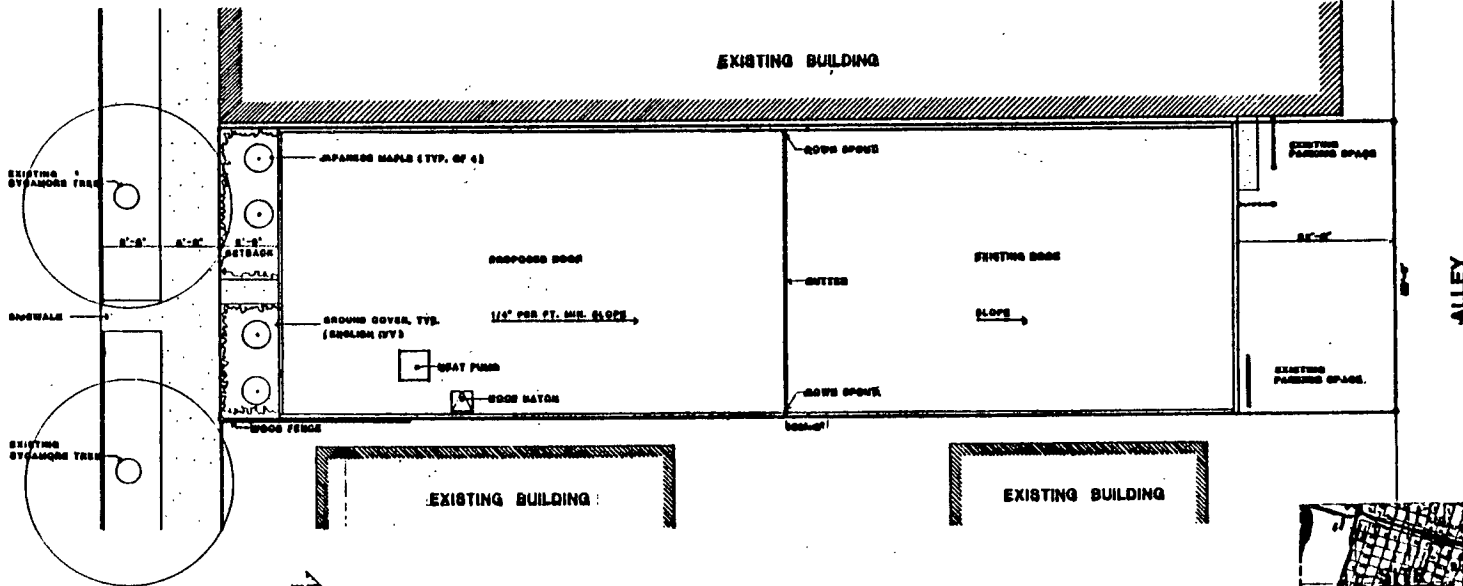 EXISTING BUILDING
JAPANESE MAPLE (TYP. OF 4)
DOWN SPOUT
EXISTING
PARKING SPACE
EXISTING
SYCAMORE TREE
SETBACK
PROPOSED ROOF
EXISTING ROOF
GUTTER
ALLEY
SIDEWALK
GROUND COVER, TYP.
(ENGLISH IVY)
1/4" PER FT. MIN. SLOPE
SLOPE
HEAT PUMP
ROOF HATCH
DOWN SPOUT
EXISTING
PARKING SPACE
WOOD FENCE
EXISTING
SYCAMORE TREE
EXISTING BUILDING
EXISTING BUILDING